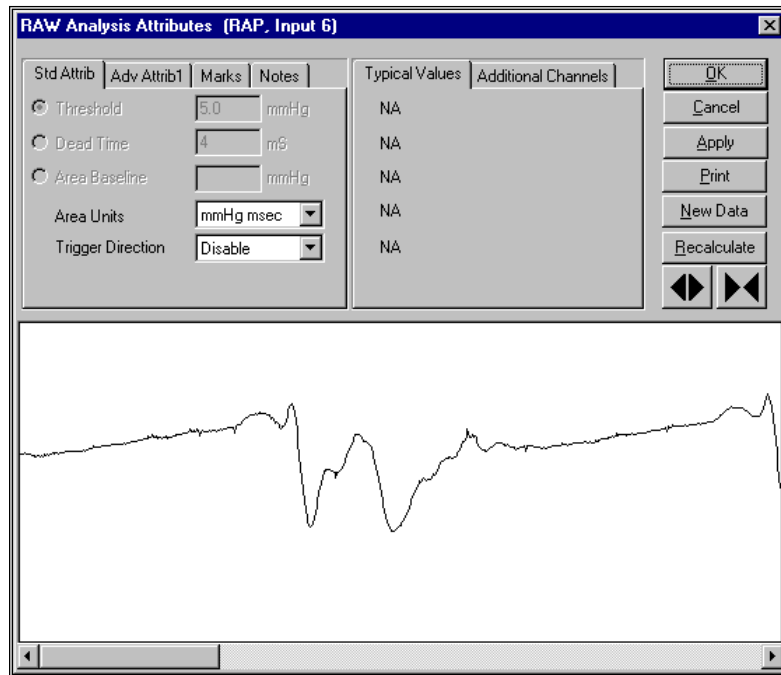 RAW Analysis Attributes (RAP, Input 6)
Std Attrib Adv Attrib1 Marks Notes
Threshold 5.0 mmHg
Dead Time 4 mS
Area Baseline mmHg
Area Units mmHg msec
Trigger Direction Disable
Typical Values Additional Channels
NA
NA
NA
NA
NA
OK
Cancel
Apply
Print
New Data
Recalculate